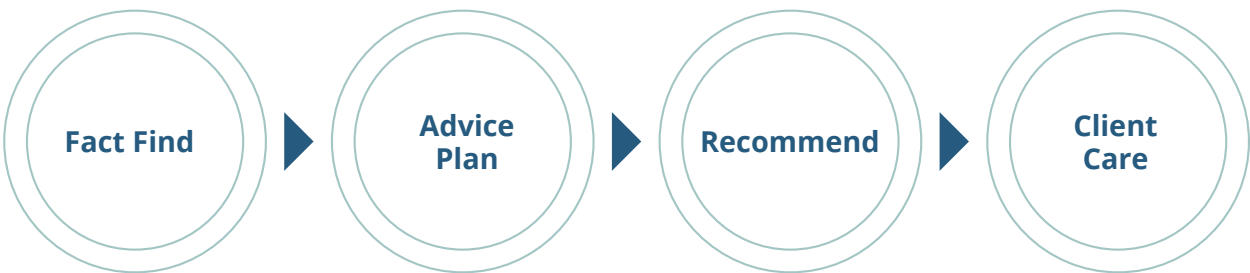 Fact Find
Advice
Plan
Recommend
Client
Care